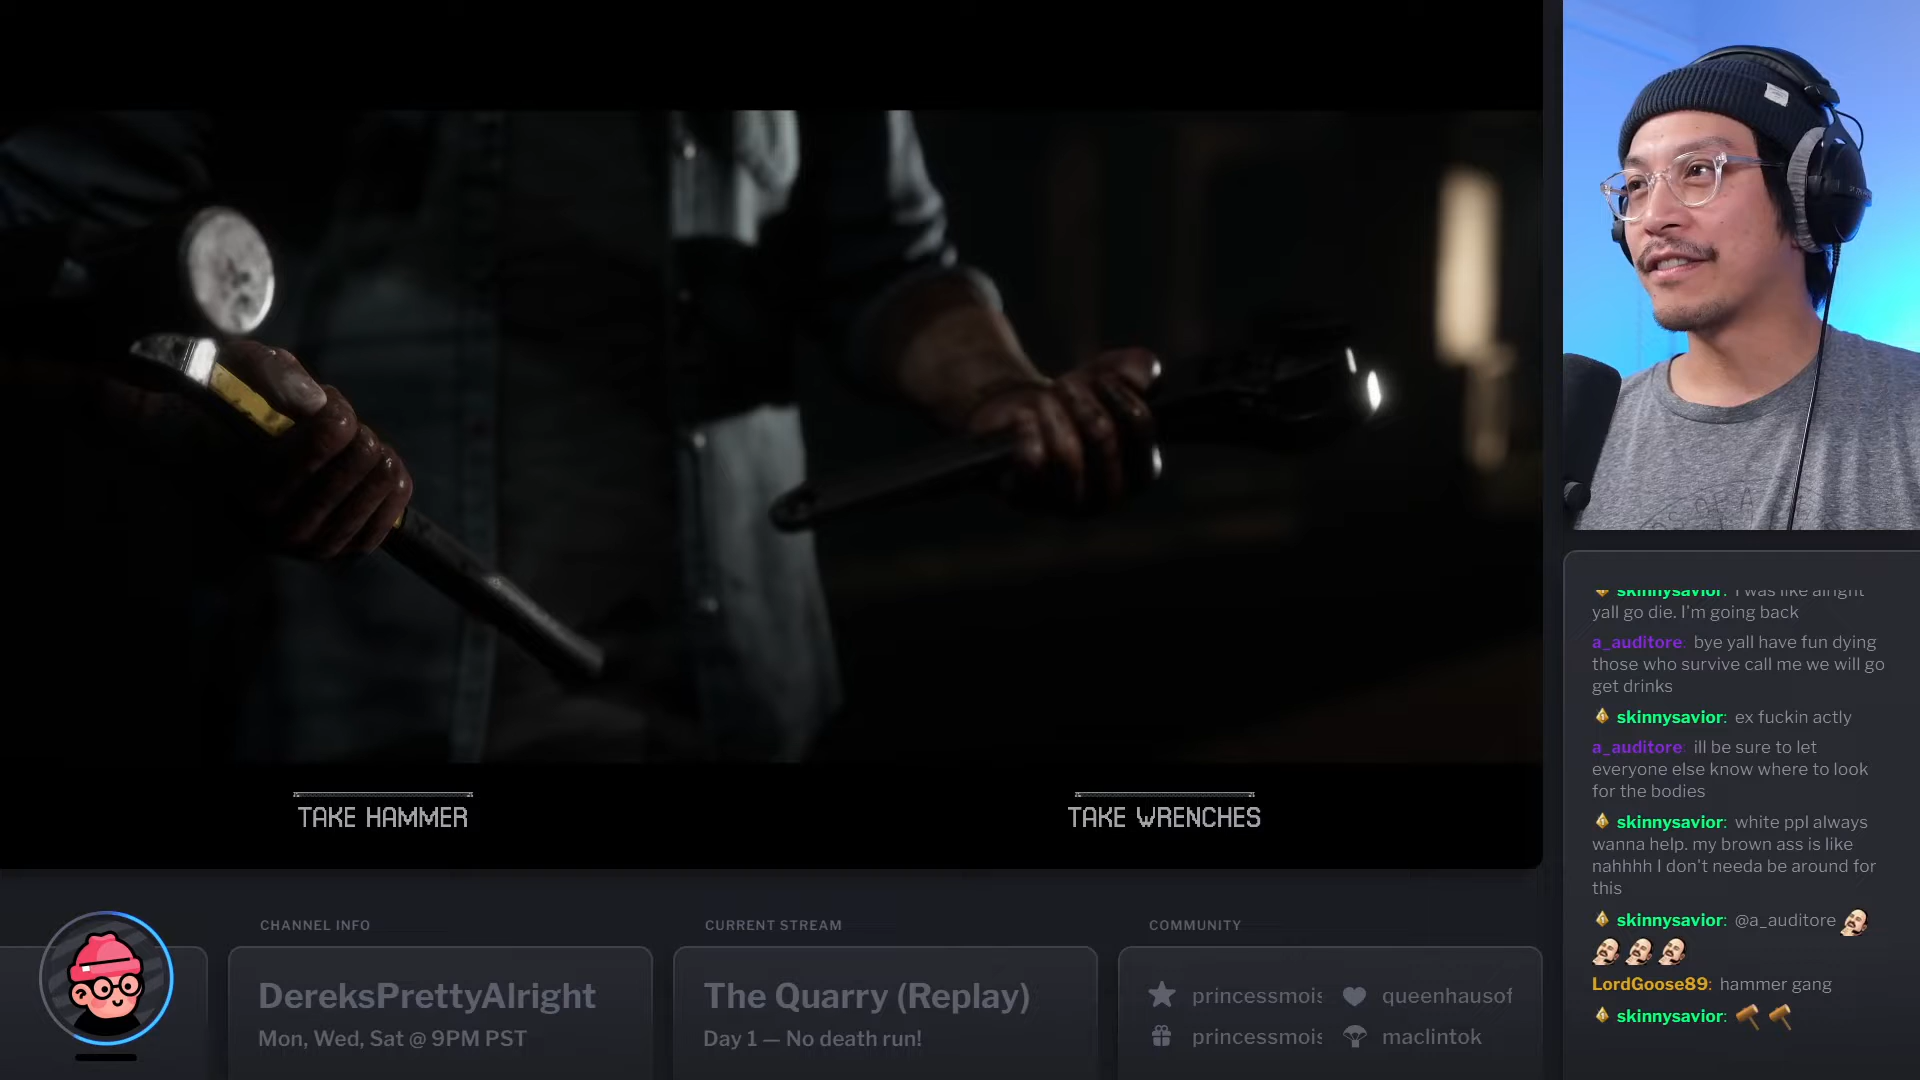 TAKE HAMMER
TAKE WRENCHES
skinnysavior: I was like alright
yall go die. I'm going back
a_auditore: bye yall have fun dying
those who survive call me we will go
get drinks
skinnysavior: ex fuckin actly
a_auditore: ill be sure to let
everyone else know where to look
for the bodies
skinnysavior: white ppl always
wanna help. my brown ass is like
nahhhh I don't needa be around for
this
skinnysavior: @a_auditore
LordGoose89: hammer gang
skinnysavior:
CHANNEL INFO
DereksPrettyAlright
Mon, Wed, Sat @ 9PM PST
CURRENT STREAM
The Quarry (Replay)
Day 1 — No death run!
COMMUNITY
princessmois queenhausof
princessmois maclintok